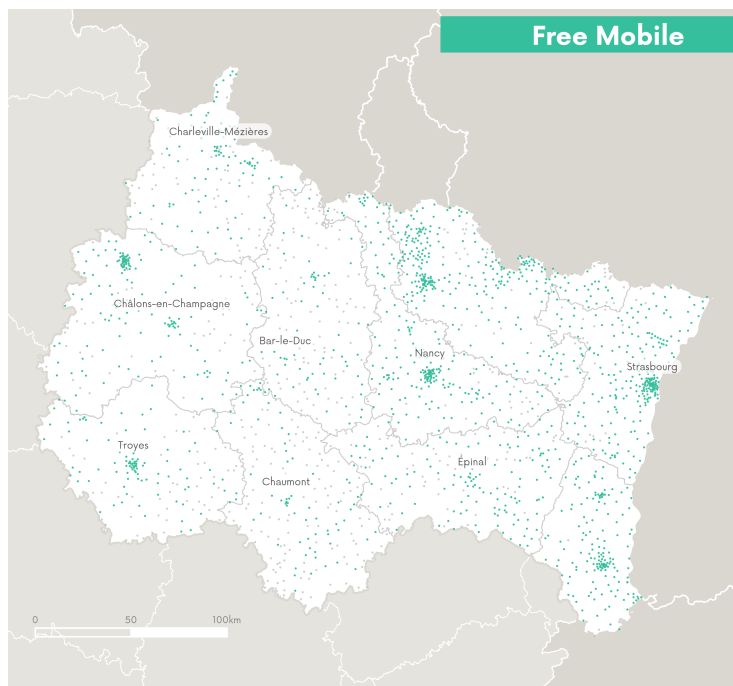 Free Mobile
Charleville-Mézières
Châlons-en-Champagne
Bar-le-Duc
Nancy
Strasbourg
Troyes
Épinal
Chaumont
0 50 100km